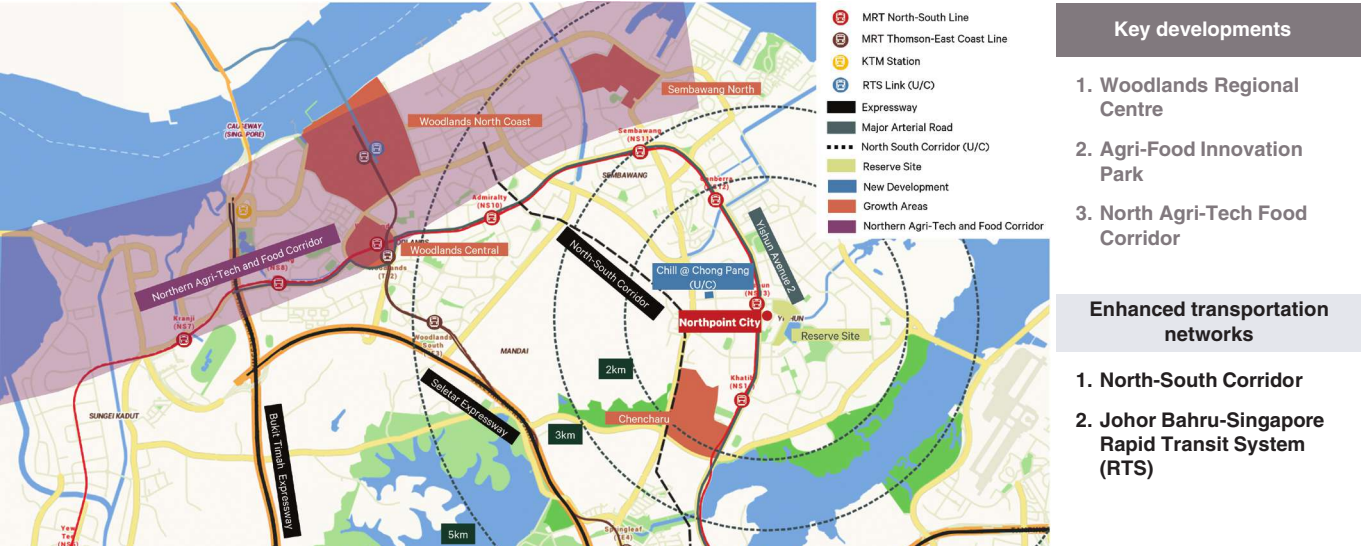 MRT North-South Line
MRT Thomson-East Coast Line
KTM Station
RTS Link (U/C)
Expressway
Major Arterial Road
North South Corridor (U/C)
Reserve Site
New Development
Growth Areas
Northern Agri-Tech and Food Corridor
Key developments
1. Woodlands Regional
Centre
2. Agri-Food Innovation
Park
3. North Agri-Tech Food
Corridor
Enhanced transportation
networks
1. North-South Corridor
2. Johor Bahru-Singapore
Rapid Transit System
(RTS)
CAUSEWAY
(SINGAPORE)
Woodlands North Coast
Sembawang North
Sembawang
(NS11)
SEMBAWANG
Admiralty
(NS10)
Woodlands Central
Northern Agri-Tech and Food Corridor
(NS8)
Kranji
(NS7)
North-South Corridor
Chill @ Chong Pang
(U/C)
Yishun Avenue 2
Northpoint City
Reserve Site
Woodlands
South
MANDAI
2km
Khatib
Seletar Expressway
Chencharu
3km
SUNGEI KADUT
Bukit Timah Expressway
5km
Springleaf
(TE4)
Yew
Tee